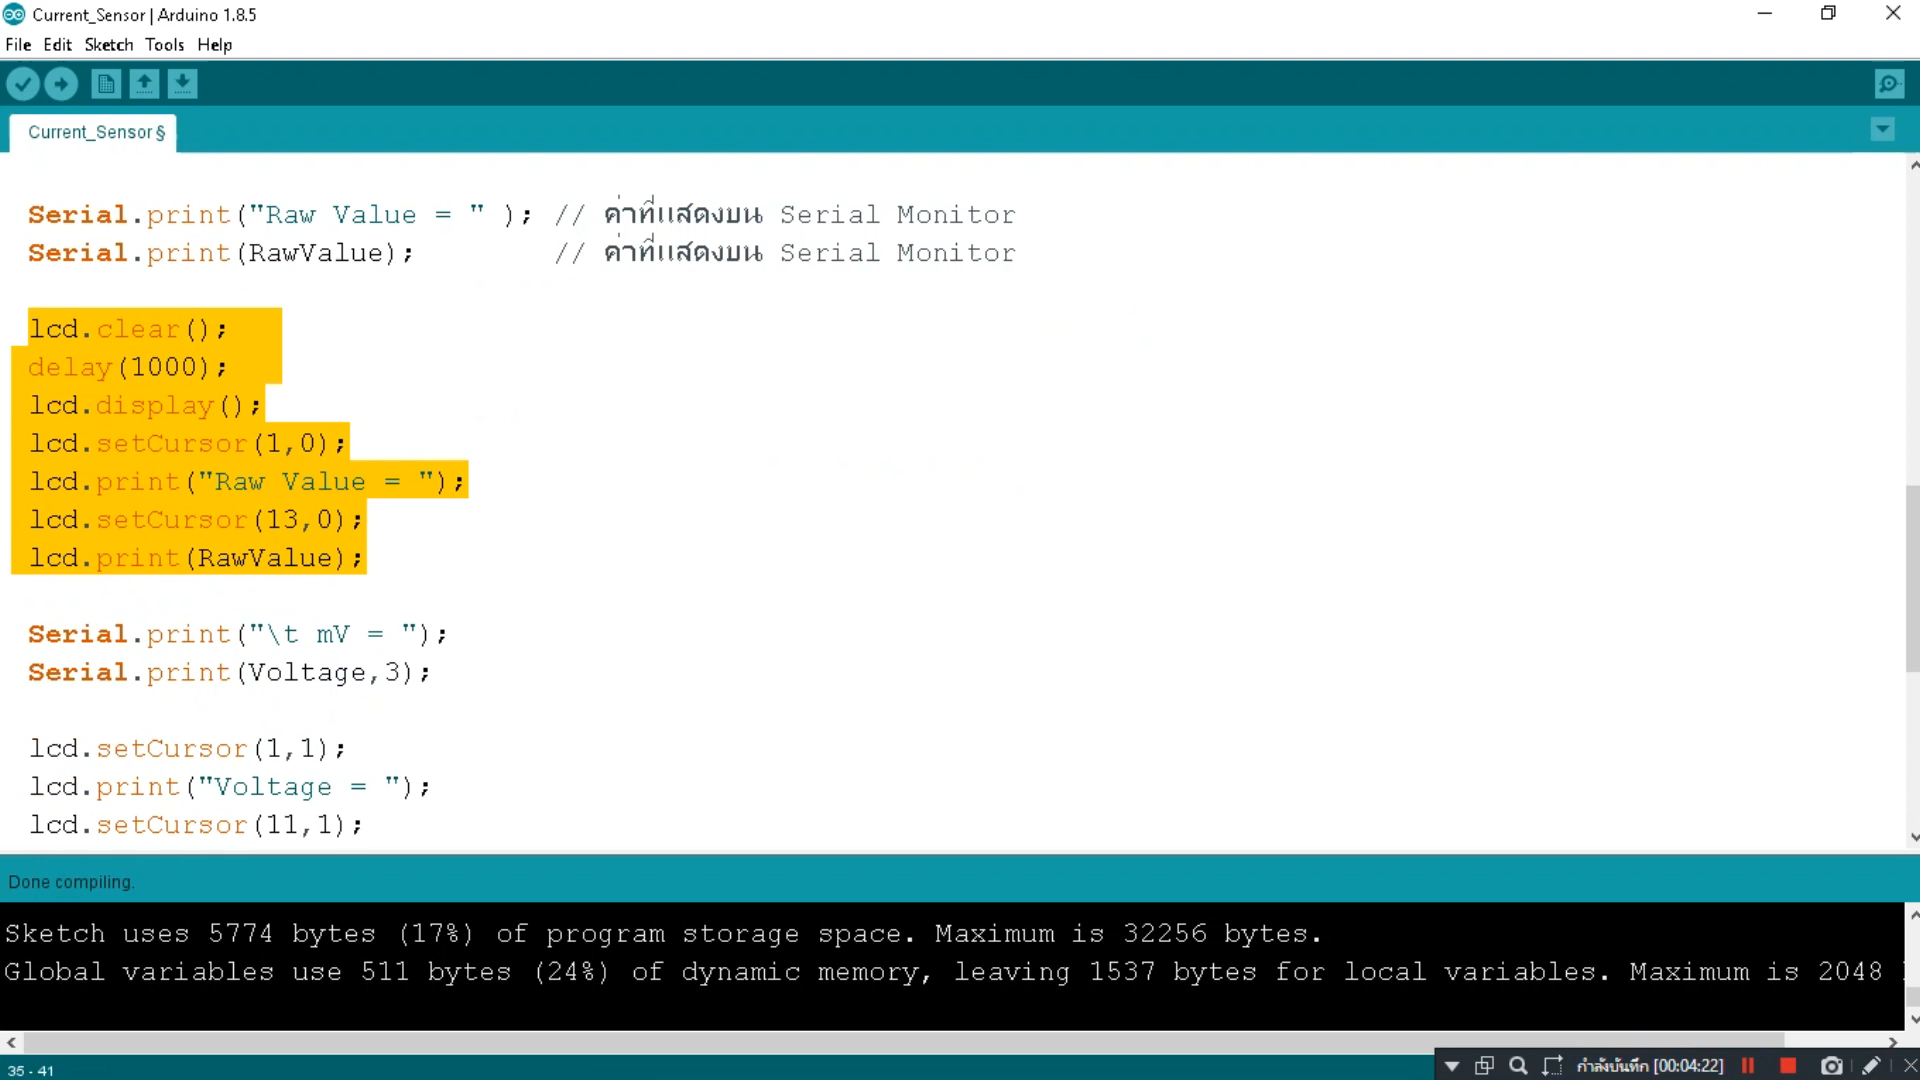 Current_Sensor | Arduino 1.8.5
File Edit Sketch Tools Help
Current_Sensor §
Serial.print("Raw Value = " ); // ค่าที่แสดงบน Serial Monitor
Serial.print(RawValue); // ค่าที่แสดงบน Serial Monitor
lcd.clear();
delay(1000);
lcd.display();
lcd.setCursor(1,0);
lcd.print("Raw Value = ");
lcd.setCursor(13,0);
lcd.print(RawValue);
Serial.print("\t mV = ");
Serial.print(Voltage,3);
lcd.setCursor(1,1);
lcd.print("Voltage = ");
lcd.setCursor(11,1);
Done compiling.
Sketch uses 5774 bytes (17%) of program storage space. Maximum is 32256 bytes.
Global variables use 511 bytes (24%) of dynamic memory, leaving 1537 bytes for local variables. Maximum is 2048
35 - 41
กำลังบันทึก [00:04:22]